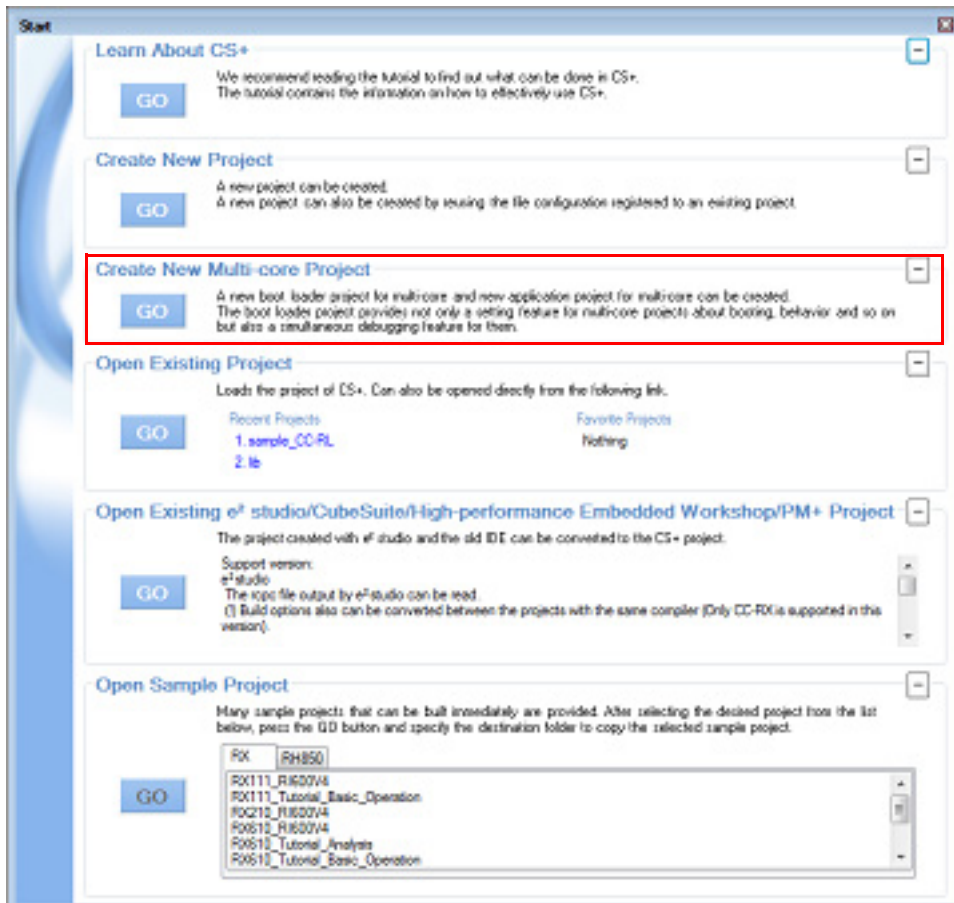 Start
Learn About CS+
GO
We recommend reading the tutorial to find out what can be done in CS+.
The tutorial contains the information on how to effectively use CS+.
Create New Project
GO
A new project can be created.
A new project can also be created by reusing the file configuration registered to an existing project.
Create New Multi-core Project
GO
A new boot loader project for multi-core and new application project for multi-core can be created.
The boot loader project provides not only a setting feature for multi-core projects about booting, behavior and so on
but also a simultaneous debugging feature for them.
Open Existing Project
Loads the project of CS+. Can also be opened directly from the following link.
GO
Recent Projects
1. sample_CC-RL
2. lib
Favorite Projects
Nothing
Open Existing e² studio/CubeSuite/High-performance Embedded Workshop/PM+ Project
The project created with e² studio and the old IDE can be converted to the CS+ project.
GO
Support version:
e² studio
The rcpc file output by e² studio can be read.
(!) Build options also can be converted between the projects with the same compiler (Only CC-RX is supported in this
version).
Open Sample Project
Many sample projects that can be built immediately are provided. After selecting the desired project from the list
below, press the GO button and specify the destination folder to copy the selected sample project.
GO
RX
RH850
RX111_RI600V4
RX111_Tutorial_Basic_Operation
RX210_RI600V4
RX610_RI600V4
RX610_Tutorial_Analysis
RX610_Tutorial_Basic_Operation